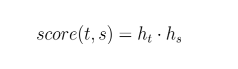 score(t, s) = h_t · h_s